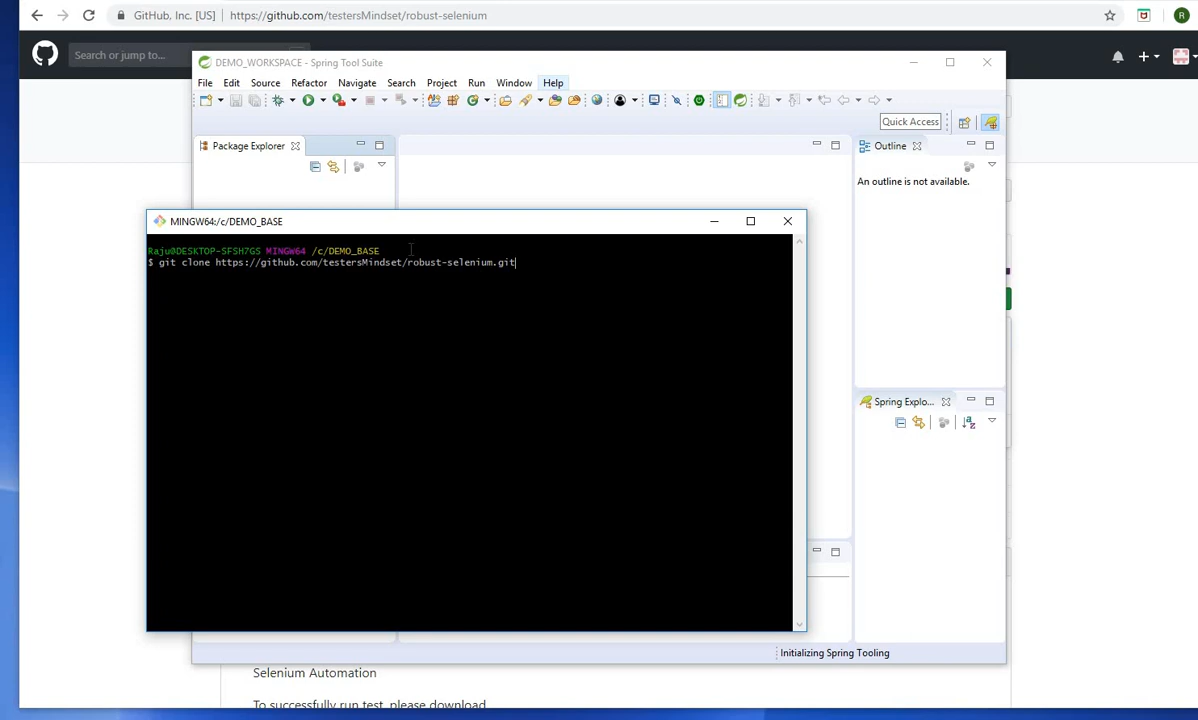 GitHub, Inc. [US] | https://github.com/testersMindset/robust-selenium
R
Search or jump to...
DEMO_WORKSPACE - Spring Tool Suite
File Edit Source Refactor Navigate Search Project Run Window Help
Quick Access
Package Explorer
Outline
An outline is not available.
MINGW64:/c/DEMO_BASE
Raju@DESKTOP-SFSH7GS MINGW64 /c/DEMO_BASE
$ git clone https://github.com/testersMindset/robust-selenium.git
Spring Explo...
Initializing Spring Tooling
Selenium Automation
To successfully run test, please download